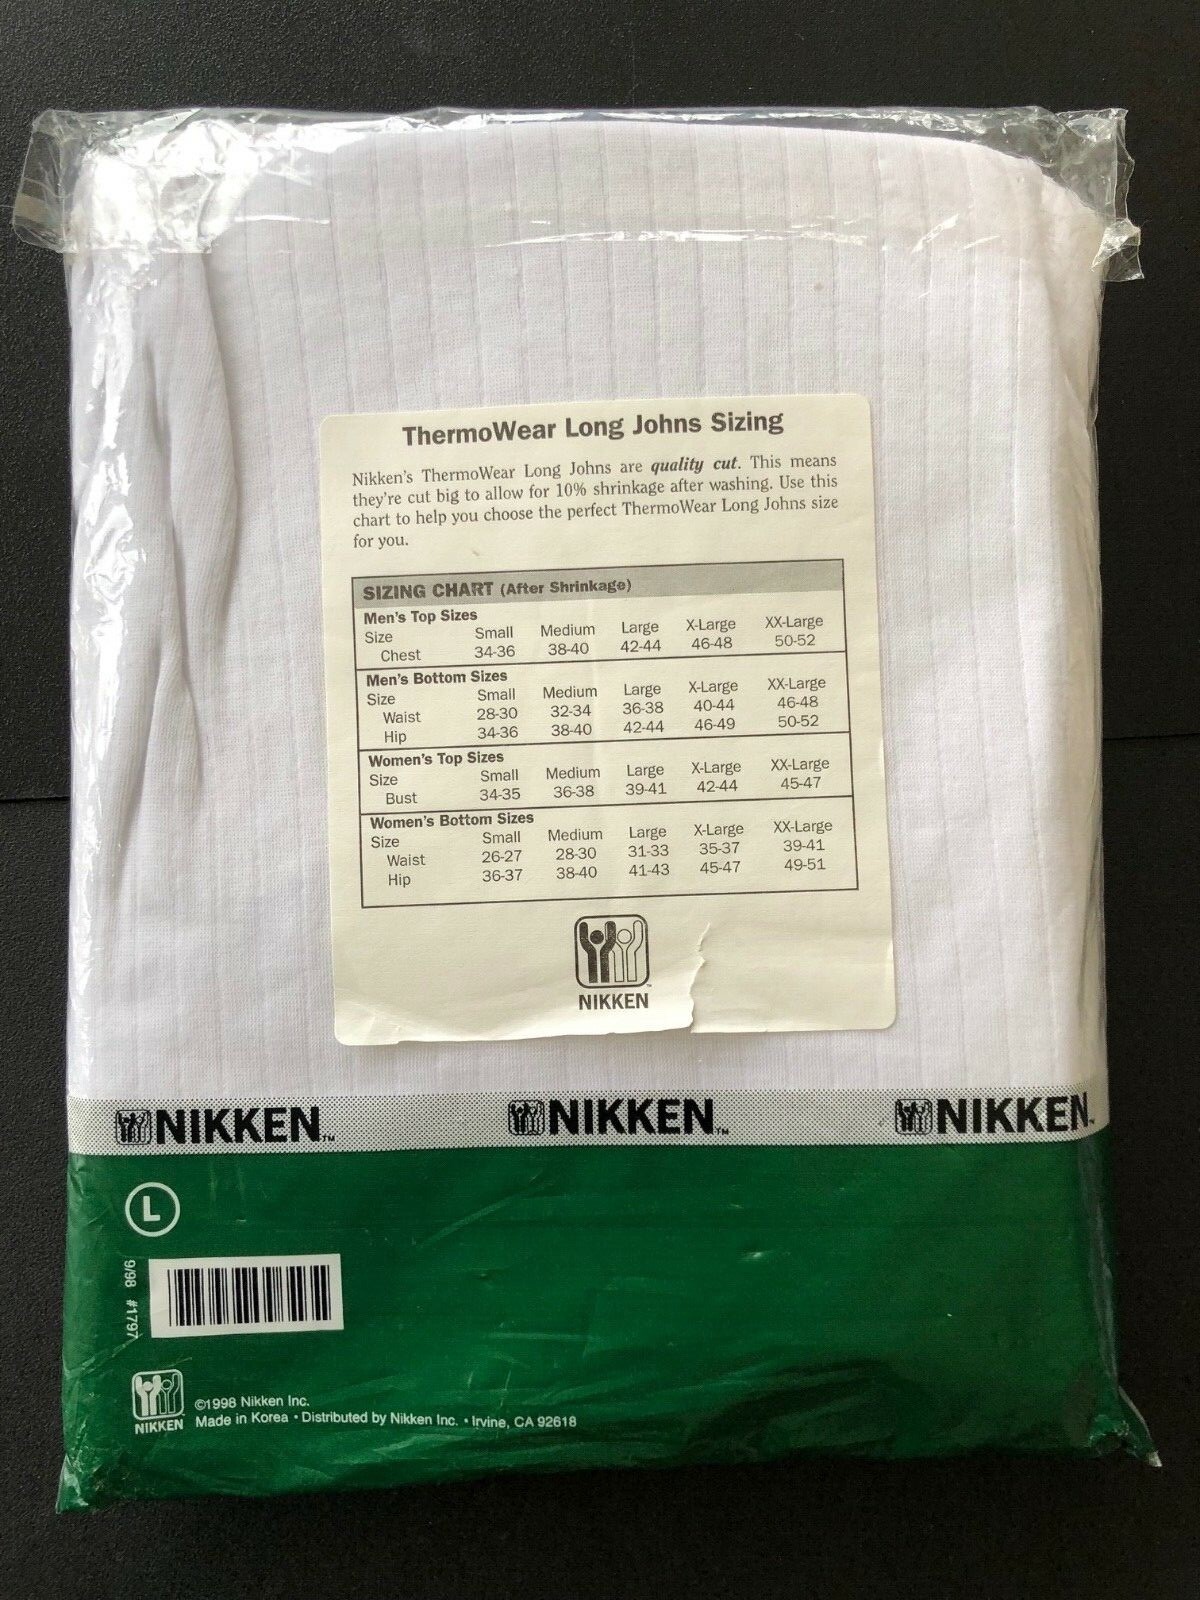 ThermoWear Long Johns Sizing
Nikken's ThermoWear Long Johns are quality cut. This means
they're cut big to allow for 10% shrinkage after washing. Use this
chart to help you choose the perfect ThermoWear Long Johns size
for you.
SIZING CHART (After Shrinkage)
Men's Top Sizes
Size Small Medium Large X-Large XX-Large
Chest 34-36 38-40 42-44 46-48 50-52
Men's Bottom Sizes
Size Small Medium Large X-Large XX-Large
Waist 28-30 32-34 36-38 40-44 46-48
Hip 34-36 38-40 42-44 46-49 50-52
Women's Top Sizes
Size Small Medium Large X-Large XX-Large
Bust 34-35 36-38 39-41 42-44 45-47
Women's Bottom Sizes
Size Small Medium Large X-Large XX-Large
Waist 26-27 28-30 31-33 35-37 39-41
Hip 36-37 38-40 41-43 45-47 49-51
NIKKEN
NIKKEN™ NIKKEN™ NIKKEN™
L
9/98 #1797
NIKKEN
©1998 Nikken Inc.
Made in Korea • Distributed by Nikken Inc. • Irvine, CA 92618